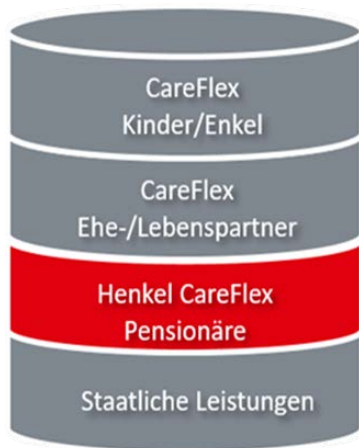 CareFlex
Kinder/Enkel
CareFlex
Ehe-/Lebenspartner
Henkel CareFlex
Pensionäre
Staatliche Leistungen